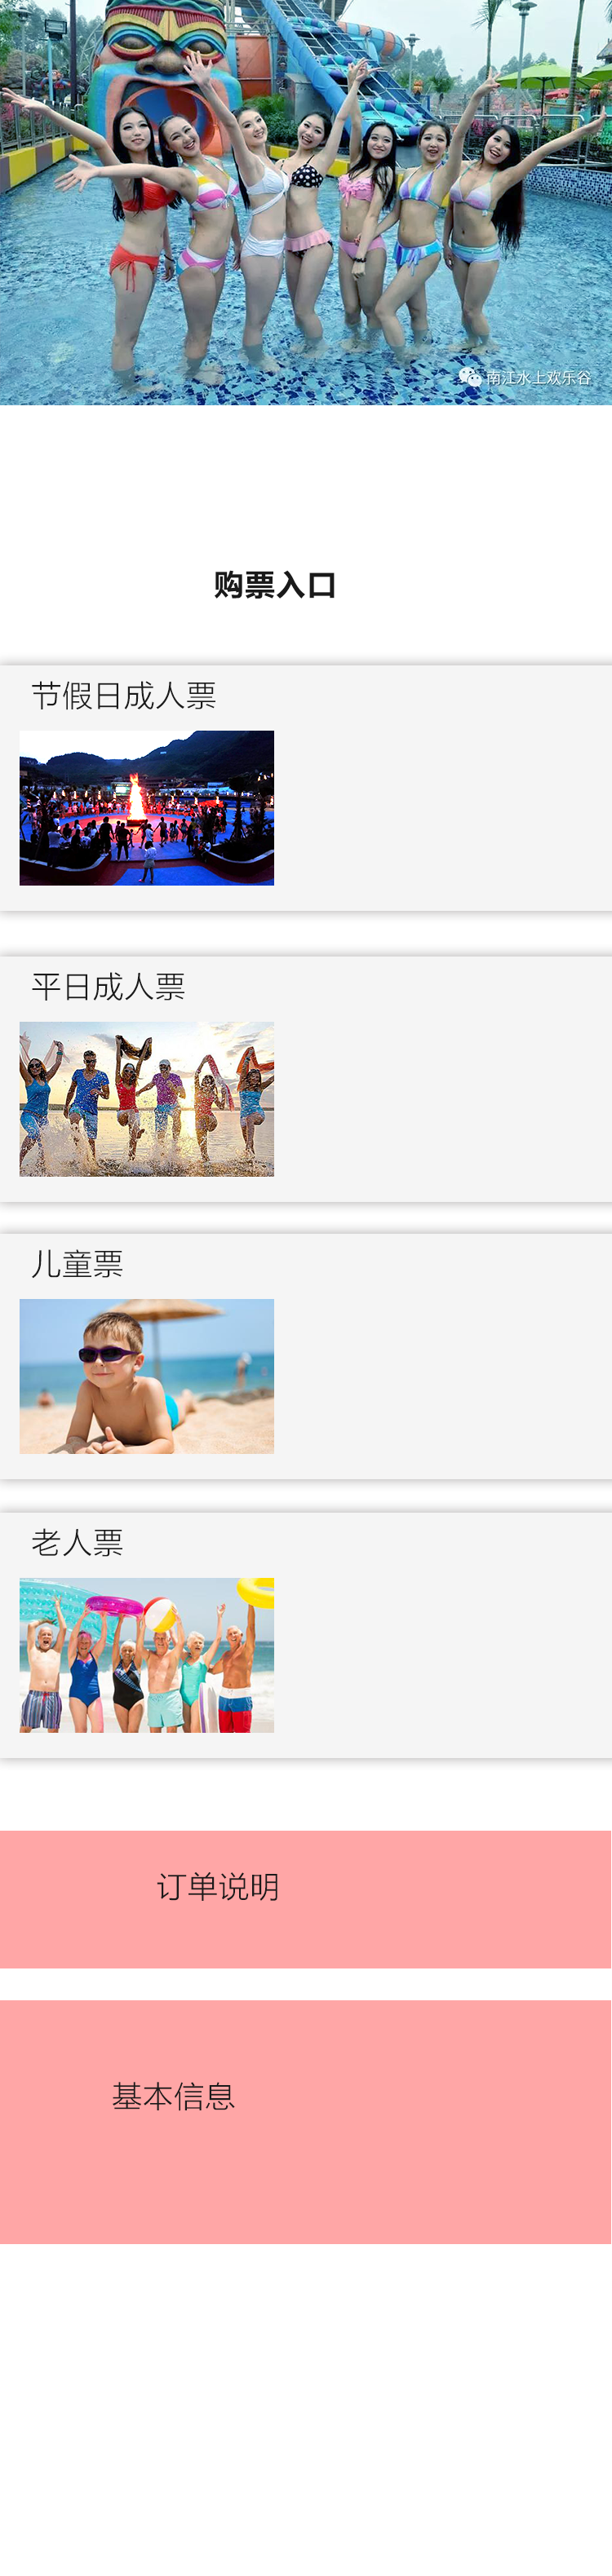 南江水上欢乐谷
购票入口
节假日成人票
平日成人票
儿童票
老人票
订单说明
基本信息